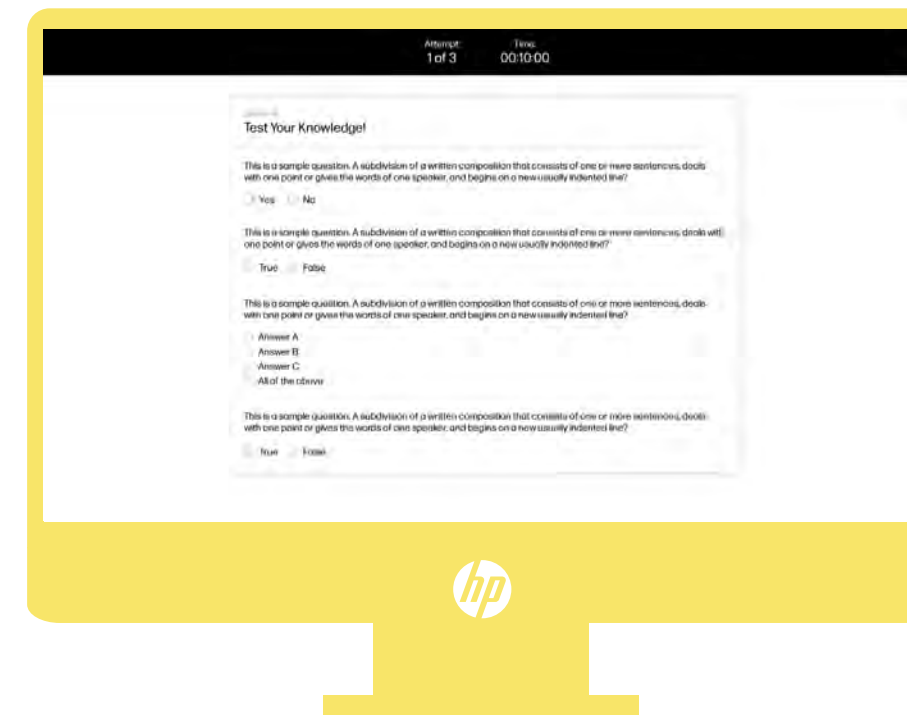 Attempt:
1 of 3
Time:
00:10:00
Test Your Knowledge!
This is a sample question. A subdivision of a written composition that consists of one or more sentences, deals
with one point or gives the words of one speaker, and begins on a new usually indented line?
Yes No
This is a sample question. A subdivision of a written composition that consists of one or more sentences, deals with
one point or gives the words of one speaker, and begins on a new usually indented line?
True False
This is a sample question. A subdivision of a written composition that consists of one or more sentences, deals
with one point or gives the words of one speaker, and begins on a new usually indented line?
Answer A
Answer B
Answer C
All of the above
This is a sample question. A subdivision of a written composition that consists of one or more sentences, deals
with one point or gives the words of one speaker, and begins on a new usually indented line?
True False
hp